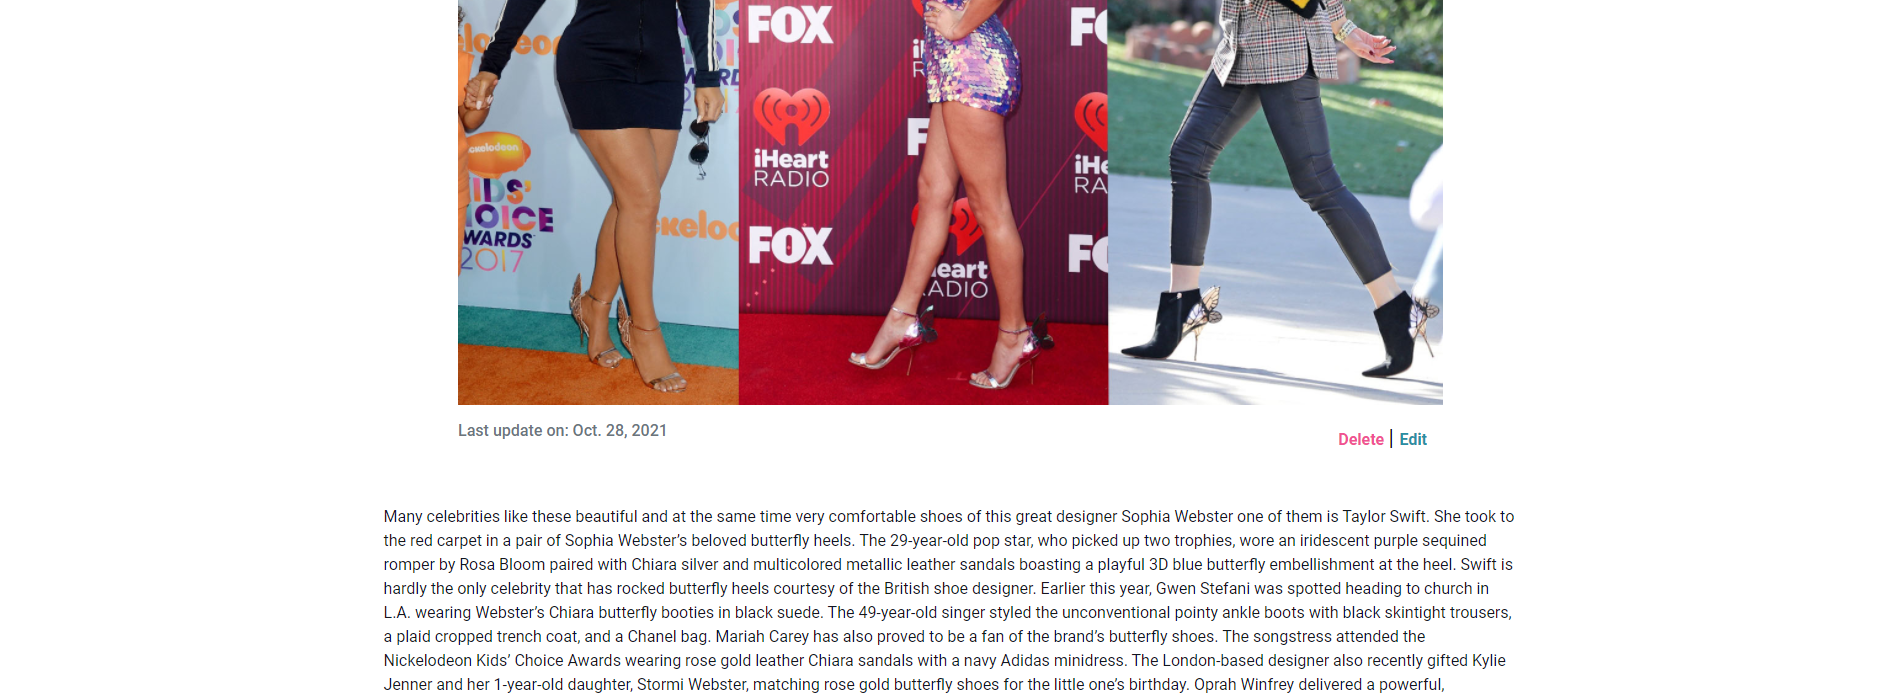 FOX
iHeart
RADIO
FOX
ckelodeon
KIDS'
CHOICE
AWARDS
2017
eart
ADIO
Last update on: Oct. 28, 2021
Delete | Edit
Many celebrities like these beautiful and at the same time very comfortable shoes of this great designer Sophia Webster one of them is Taylor Swift. She took to
the red carpet in a pair of Sophia Webster’s beloved butterfly heels. The 29-year-old pop star, who picked up two trophies, wore an iridescent purple sequined
romper by Rosa Bloom paired with Chiara silver and multicolored metallic leather sandals boasting a playful 3D blue butterfly embellishment at the heel. Swift is
hardly the only celebrity that has rocked butterfly heels courtesy of the British shoe designer. Earlier this year, Gwen Stefani was spotted heading to church in
L.A. wearing Webster’s Chiara butterfly booties in black suede. The 49-year-old singer styled the unconventional pointy ankle boots with black skintight trousers,
a plaid cropped trench coat, and a Chanel bag. Mariah Carey has also proved to be a fan of the brand’s butterfly shoes. The songstress attended the
Nickelodeon Kids’ Choice Awards wearing rose gold leather Chiara sandals with a navy Adidas minidress. The London-based designer also recently gifted Kylie
Jenner and her 1-year-old daughter, Stormi Webster, matching rose gold butterfly shoes for the little one’s birthday. Oprah Winfrey delivered a powerful,